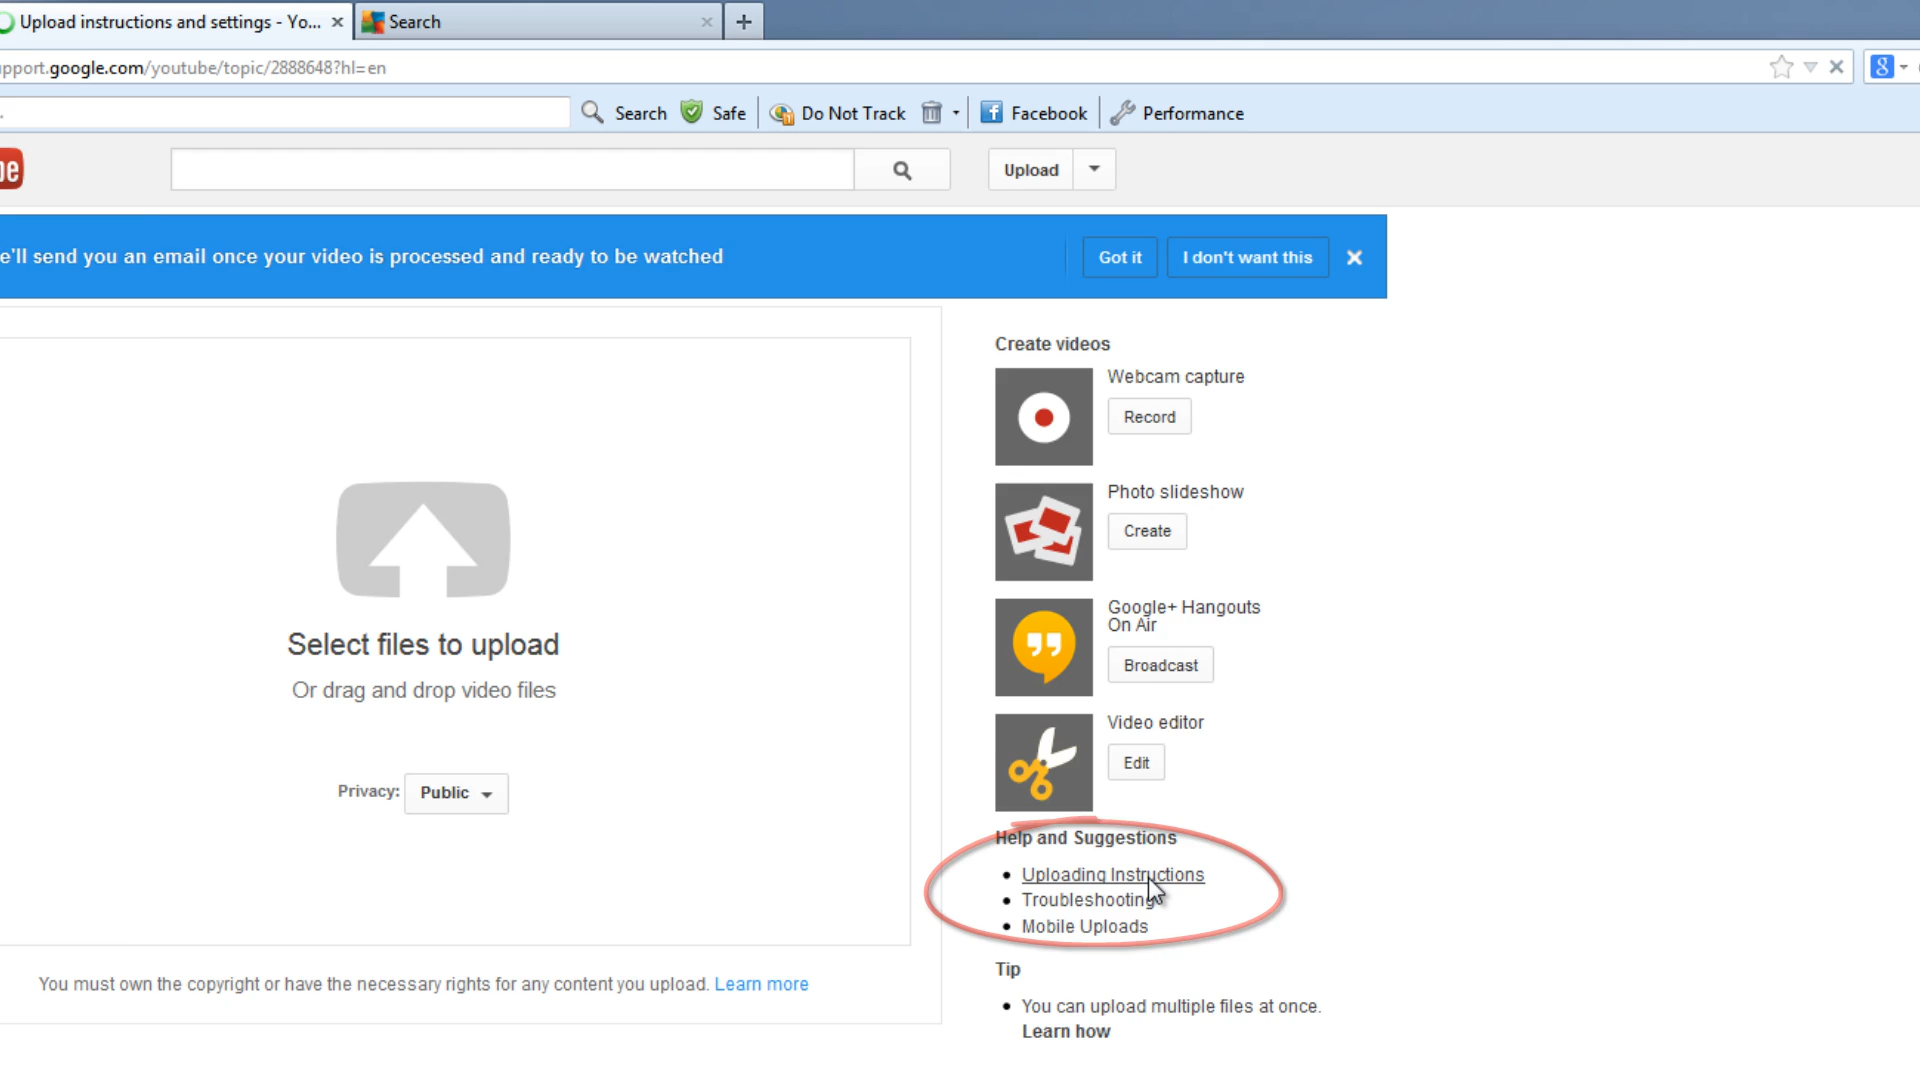 Upload instructions and settings - Yo...
Search
pport.google.com/youtube/topic/2888648?hl=en
Search
Safe
Do Not Track
Facebook
Performance
be
Upload
e'll send you an email once your video is processed and ready to be watched
Got it
I don't want this
Create videos
Webcam capture
Record
Photo slideshow
Create
Select files to upload
Or drag and drop video files
Google+ Hangouts
On Air
Broadcast
Video editor
Edit
Privacy: Public
Help and Suggestions
Uploading Instructions
Troubleshooting
Mobile Uploads
You must own the copyright or have the necessary rights for any content you upload. Learn more
Tip
You can upload multiple files at once.
Learn how